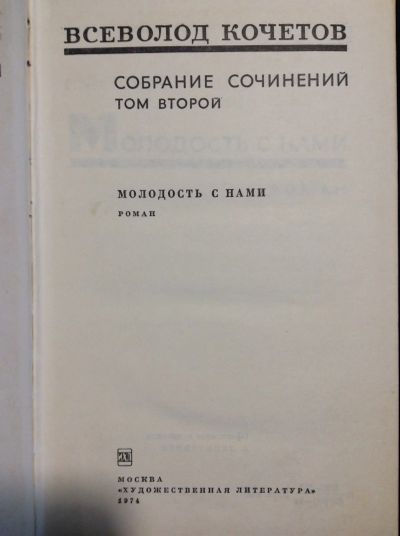 ВСЕВОЛОД КОЧЕТОВ
СОБРАНИЕ СОЧИНЕНИЙ
ТОМ ВТОРОЙ
МОЛОДОСТЬ С НАМИ
РОМАН
МОСКВА
«ХУДОЖЕСТВЕННАЯ ЛИТЕРАТУРА»
1974